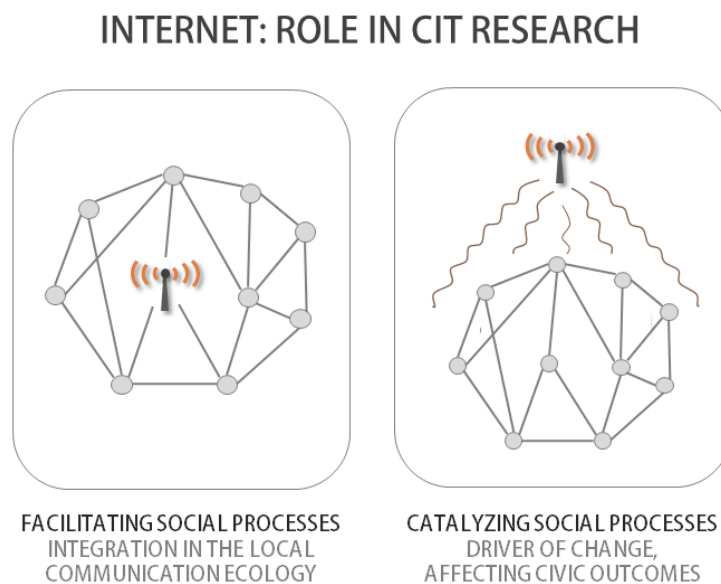 INTERNET: ROLE IN CIT RESEARCH
FACILITATING SOCIAL PROCESSES
INTEGRATION IN THE LOCAL
COMMUNICATION ECOLOGY
CATALYZING SOCIAL PROCESSES
DRIVER OF CHANGE,
AFFECTING CIVIC OUTCOMES